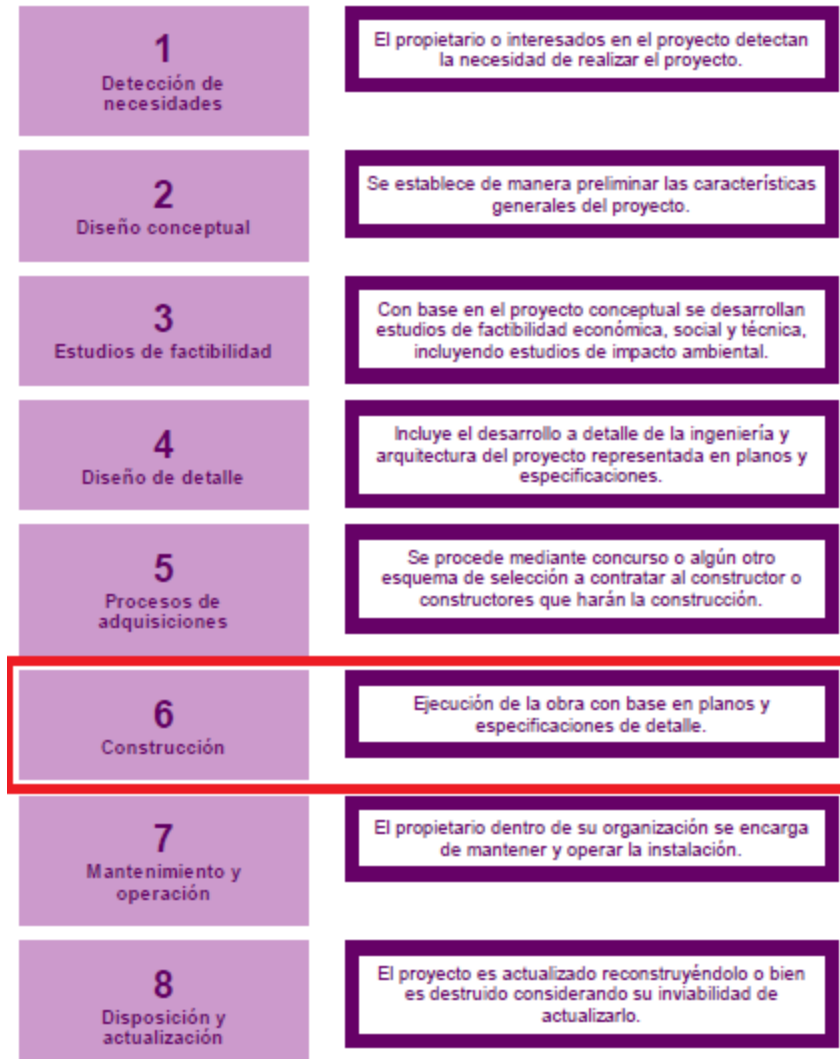 1
Detección de
necesidades
El propietario o interesados en el proyecto detectan
la necesidad de realizar el proyecto.
2
Diseño conceptual
Se establece de manera preliminar las características
generales del proyecto.
3
Estudios de factibilidad
Con base en el proyecto conceptual se desarrollan
estudios de factibilidad económica, social y técnica,
incluyendo estudios de impacto ambiental.
4
Diseño de detalle
Incluye el desarrollo a detalle de la ingeniería y
arquitectura del proyecto representada en planos y
especificaciones.
5
Procesos de
adquisiciones
Se procede mediante concurso o algún otro
esquema de selección a contratar al constructor o
constructores que harán la construcción.
6
Construcción
Ejecución de la obra con base en planos y
especificaciones de detalle.
7
Mantenimiento y
operación
El propietario dentro de su organización se encarga
de mantener y operar la instalación.
8
Disposición y
actualización
El proyecto es actualizado reconstruyéndolo o bien
es destruido considerando su inviabilidad de
actualizarlo.